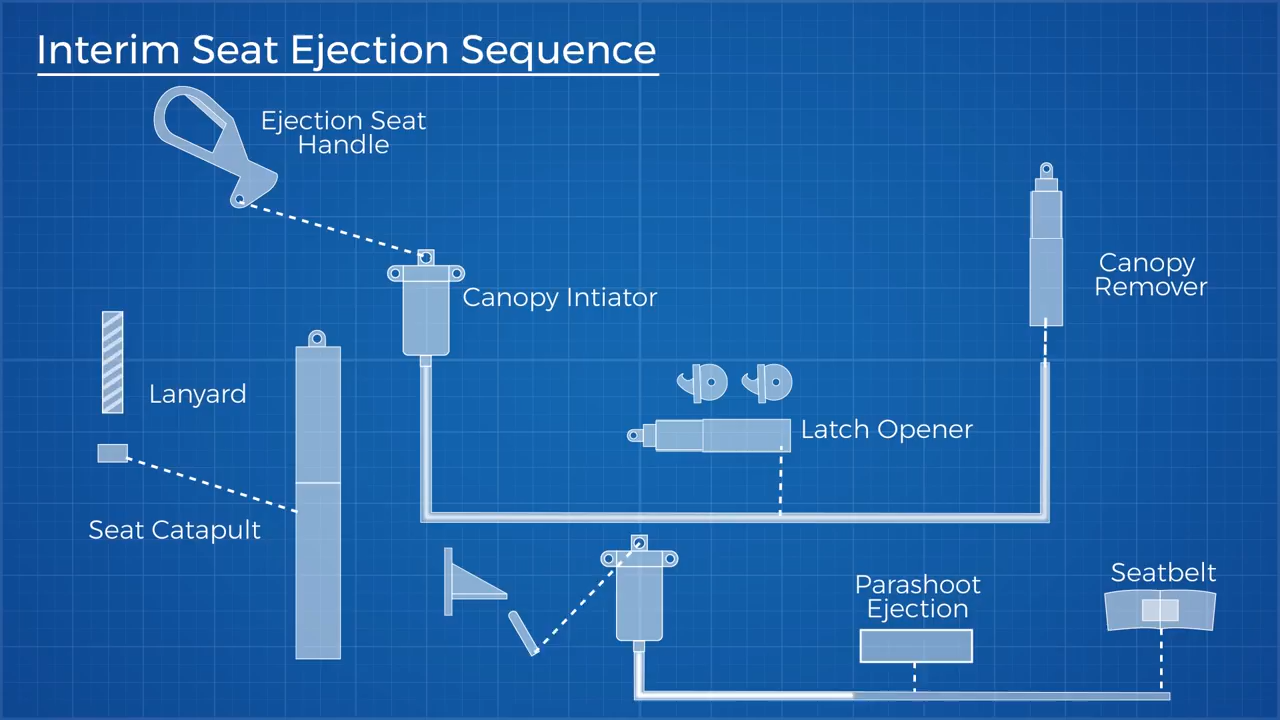 Interim Seat Ejection Sequence
Ejection Seat
Handle
Canopy Intiator
Canopy
Remover
Lanyard
Latch Opener
Seat Catapult
Parashoot
Ejection
Seatbelt